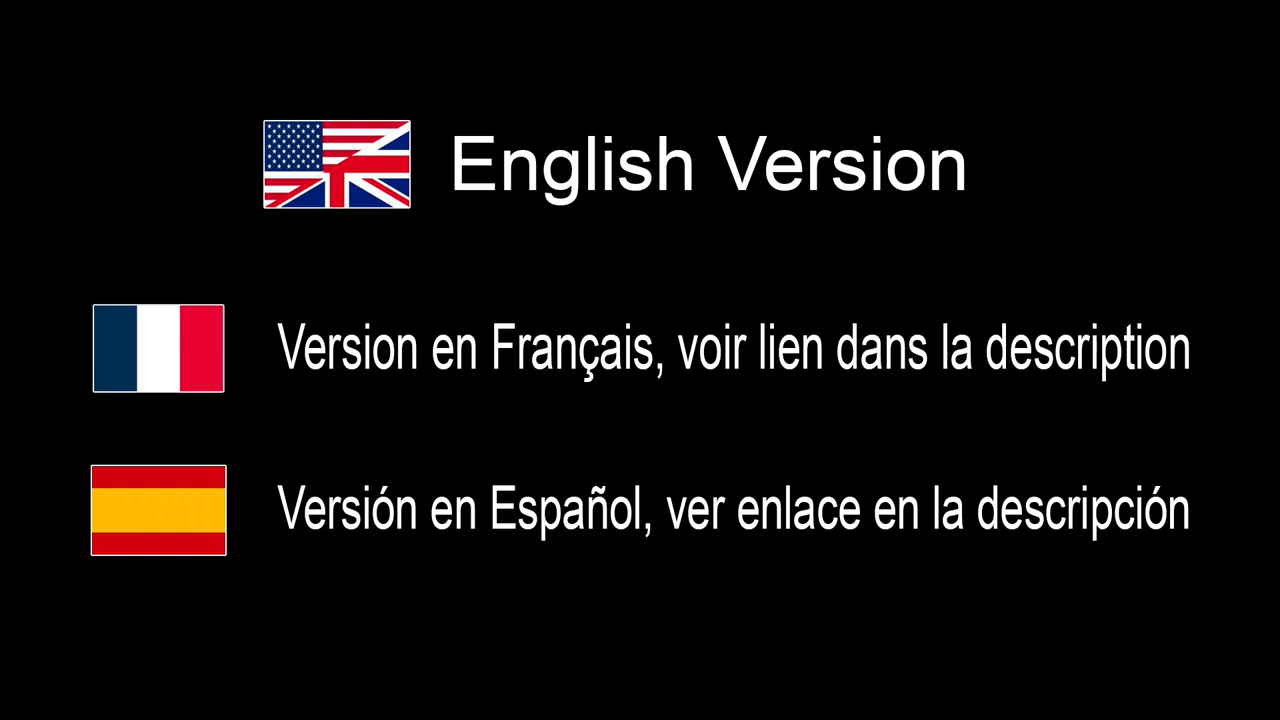 English Version
Version en Français, voir lien dans la description
Versión en Español, ver enlace en la descripción